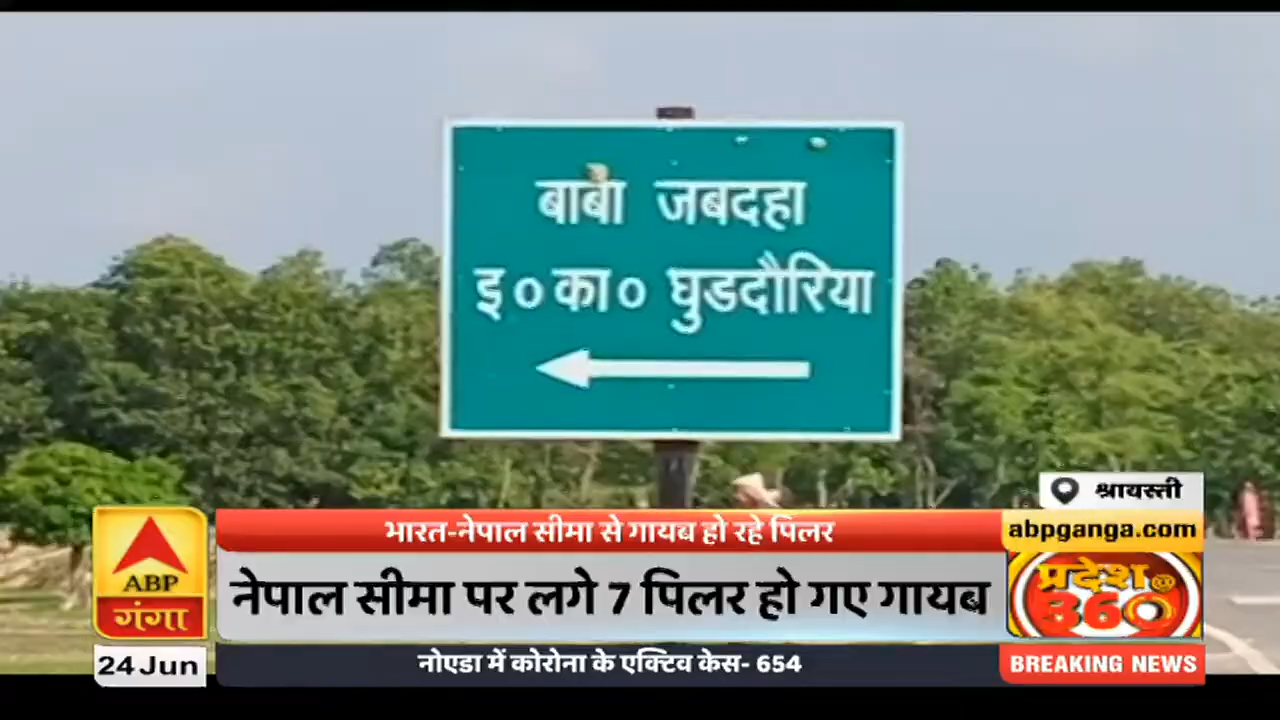 बाबा जबदहा
इ०का० घुडदौरिया
श्रायस्ती
भारत-नेपाल सीमा से गायब हो रहे पिलर
abpganga.com
ABP
गंगा
नेपाल सीमा पर लगे 7 पिलर हो गए गायब
प्रदेश
360
24 Jun
नोएडा में कोरोना के एक्टिव केस- 654
BREAKING NEWS